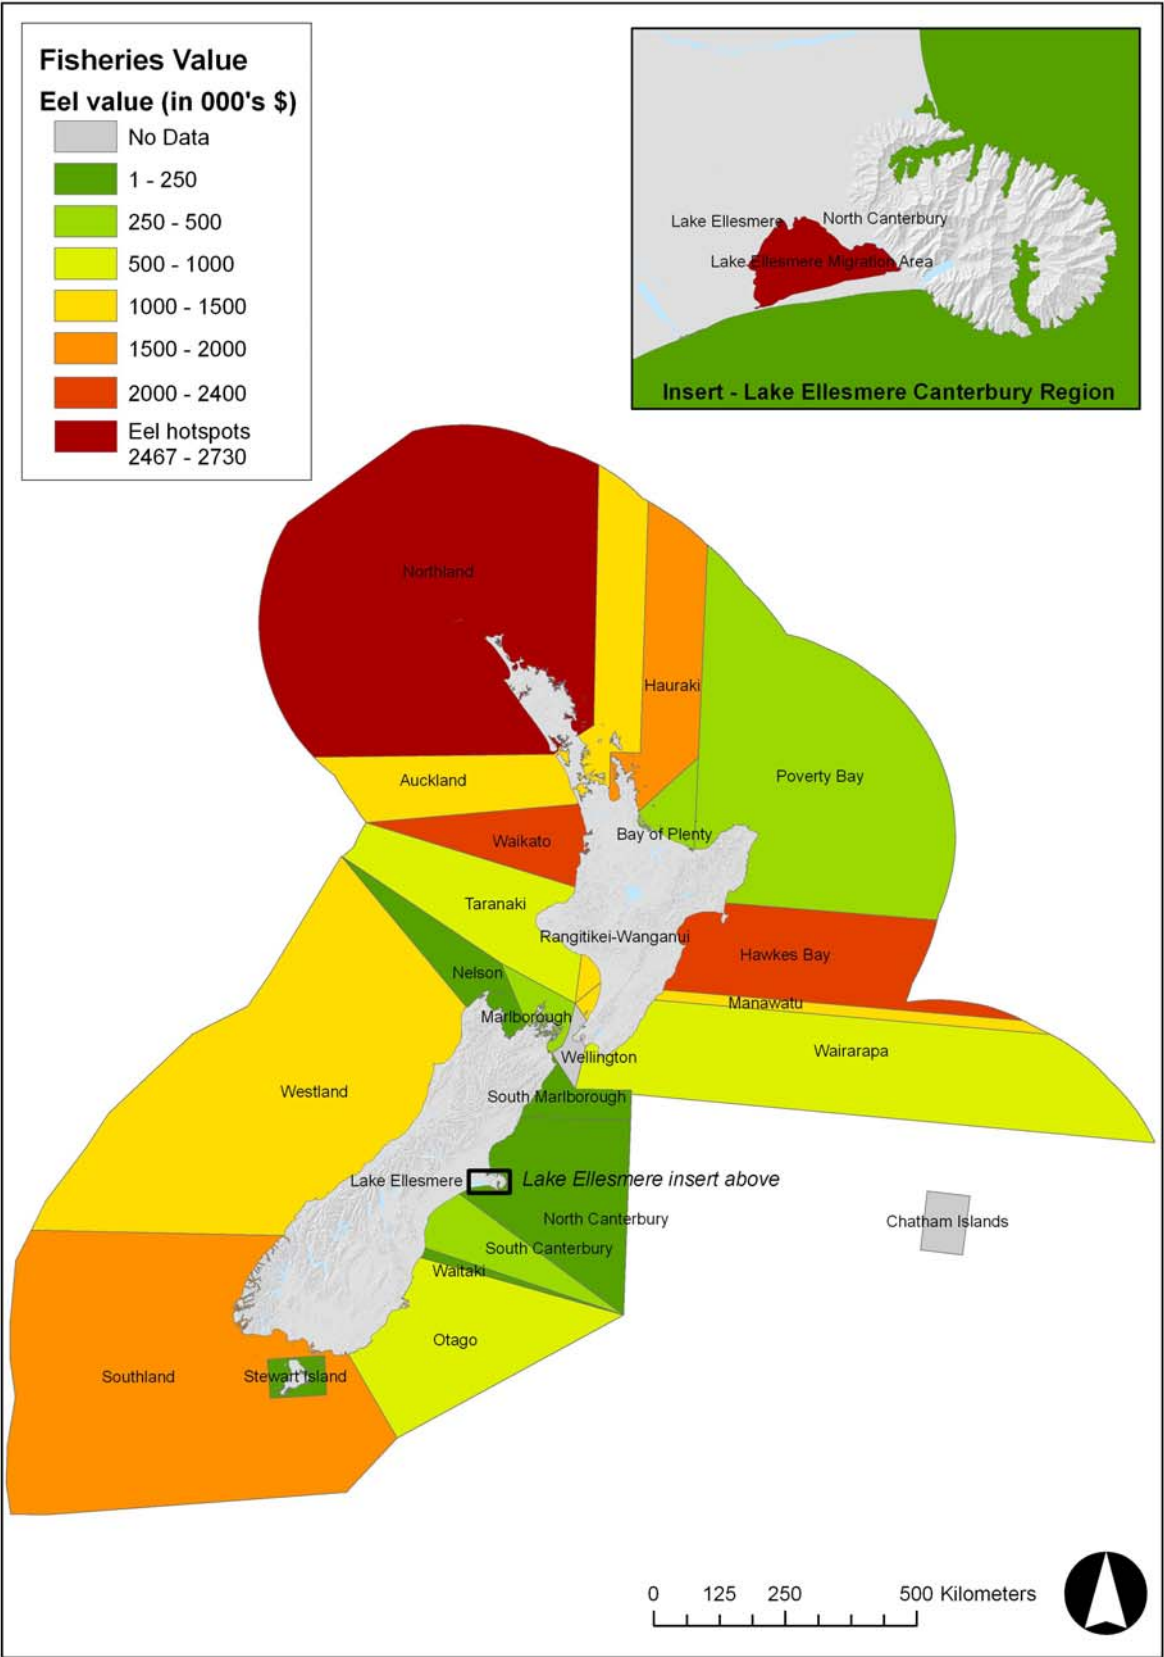 Fisheries Value
Eel value (in 000's $)
No Data
1 - 250
250 - 500
500 - 1000
1000 - 1500
1500 - 2000
2000 - 2400
Eel hotspots
2467 - 2730
Lake Ellesmere
North Canterbury
Lake Ellesmere Migration Area
Insert - Lake Ellesmere Canterbury Region
Northland
Hauraki
Auckland
Poverty Bay
Waikato
Bay of Plenty
Taranaki
Rangitikei-Wanganui
Hawkes Bay
Nelson
Manawatu
Marlborough
Wellington
Wairarapa
Westland
South Marlborough
Lake Ellesmere
Lake Ellesmere insert above
North Canterbury
Chatham Islands
South Canterbury
Waitaki
Otago
Southland
Stewart Island
0 125 250 500 Kilometers